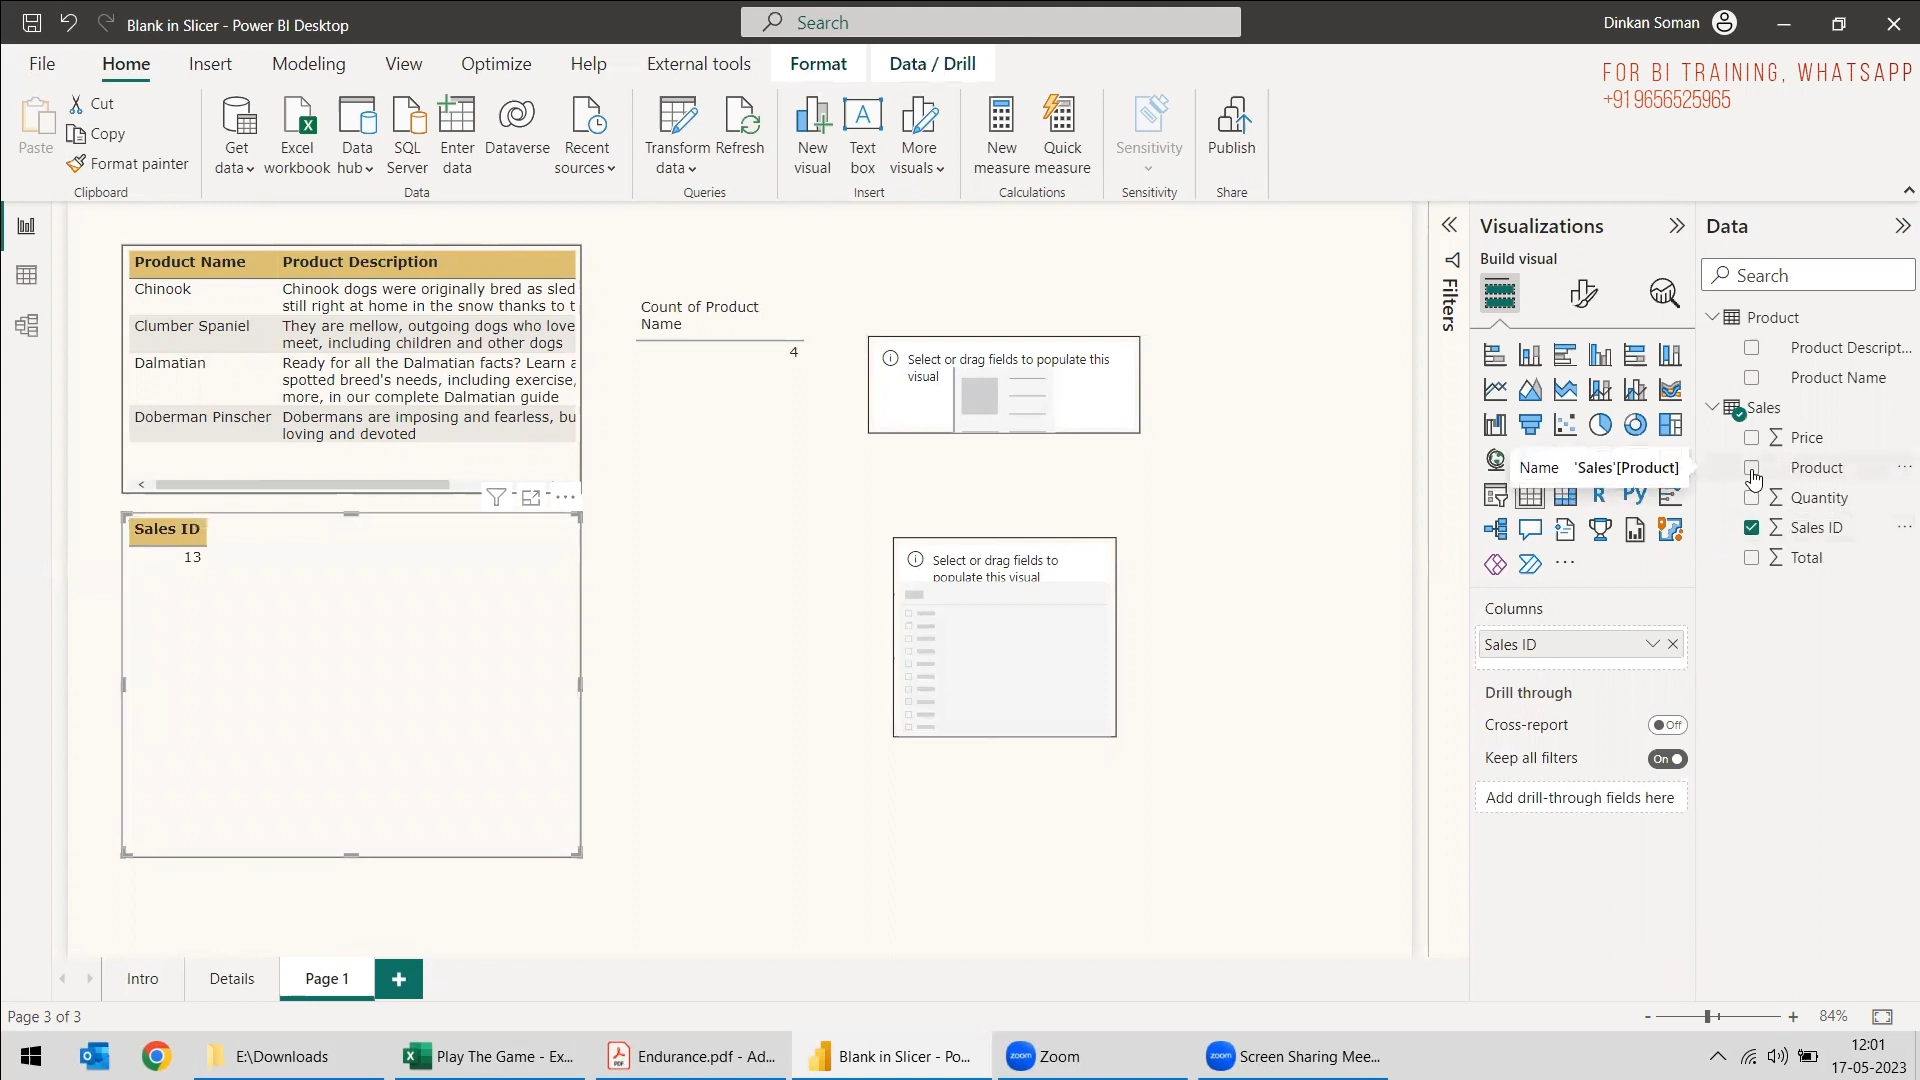 Blank in Slicer - Power BI Desktop
Search
Dinkan Soman
File
Home
Insert
Modeling
View
Optimize
Help
External tools
Format
Data / Drill
FOR BI TRAINING, WHATSAPP
+91 9656525965
Paste
Cut
Copy
Format painter
Clipboard
Get
data
Excel
workbook
Data
hub
SQL
Server
Enter
data
Dataverse
Recent
sources
Data
Transform
data
Refresh
Queries
New
visual
Text
box
More
visuals
Insert
New
measure
Quick
measure
Calculations
Sensitivity
Sensitivity
Publish
Share
Product Name
Product Description
Chinook
Chinook dogs were originally bred as sled
still right at home in the snow thanks to t
Clumber Spaniel
They are mellow, outgoing dogs who love
meet, including children and other dogs
Dalmatian
Ready for all the Dalmatian facts? Learn a
spotted breed's needs, including exercise,
more, in our complete Dalmatian guide
Doberman Pinscher
Dobermans are imposing and fearless, bu
loving and devoted
Count of Product
Name
4
Select or drag fields to populate this
visual
Sales ID
13
Select or drag fields to
populate this visual
Filters
Visualizations
Build visual
Name 'Sales'[Product]
R
Py
Columns
Sales ID
Drill through
Cross-report
Off
Keep all filters
On
Add drill-through fields here
Data
Search
Product
Product Descript...
Product Name
Sales
Price
Product
Quantity
Sales ID
Total
Intro
Details
Page 1
Page 3 of 3
84%
E:\Downloads
Play The Game - Ex...
Endurance.pdf - Ad...
Blank in Slicer - Po...
zoom
Zoom
zoom
Screen Sharing Mee...
12:01
17-05-2023